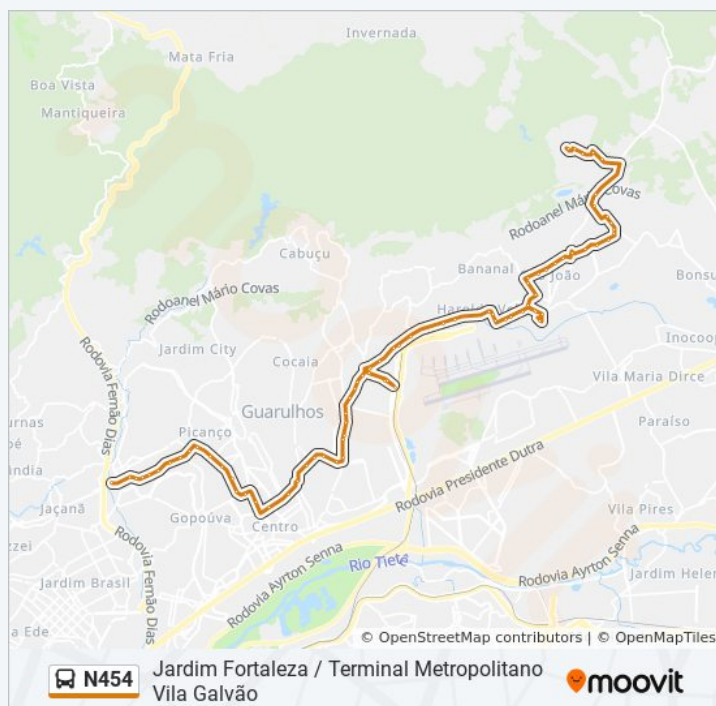 Invernada
Mata Fria
Boa Vista
Mantiqueira
Rodoanel Mário Covas
Cabuçu
Bananal
João
Bonsu
Rodoanel Mário Covas
Jardim City
Cocaia
Inocoop
Rodovia Fernão Dias
Vila Maria Dirce
Guarulhos
Paraíso
Picanço
urnas
Rodovia Presidente Dutra
Jaçanã
Gopoúva
Centro
Vila Pires
zzei
Rodovia Ayrton Senna
Rio Tietê
Rodovia Ayrton Senna
Jardim Brasil
Jardim Helen
Rodovia Fernão Dias
Ede
© OpenStreetMap contributors | © OpenMapTiles
N454
Jardim Fortaleza / Terminal Metropolitano
Vila Galvão
moovit